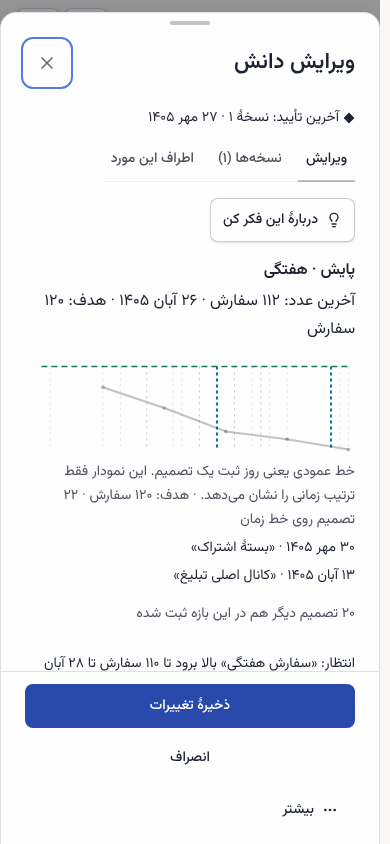 ویرایش دانش
◆ آخرین تأیید: نسخهٔ ۱ · ۲۷ مهر ۱۴۰۵
ویرایش
نسخه‌ها (۱)
اطراف این مورد
دربارهٔ این فکر کن
پایش · هفتگی
آخرین عدد: ۱۱۲ سفارش · ۲۶ آبان ۱۴۰۵ · هدف: ۱۲۰
سفارش
خط عمودی یعنی روز ثبت یک تصمیم. این نمودار فقط
ترتیب زمانی را نشان می‌دهد. · هدف: ۱۲۰ سفارش · ۲۲
تصمیم روی خط زمان
۳۰ مهر ۱۴۰۵ · «بستهٔ اشتراک»
۱۳ آبان ۱۴۰۵ · «کانال اصلی تبلیغ»
۲۰ تصمیم دیگر هم در این بازه ثبت شده
انتظار: «سفارش هفتگی» بالا برود تا ۱۱۰ سفارش تا ۲۸ آبان
ذخیرهٔ تغییرات
انصراف
بیشتر